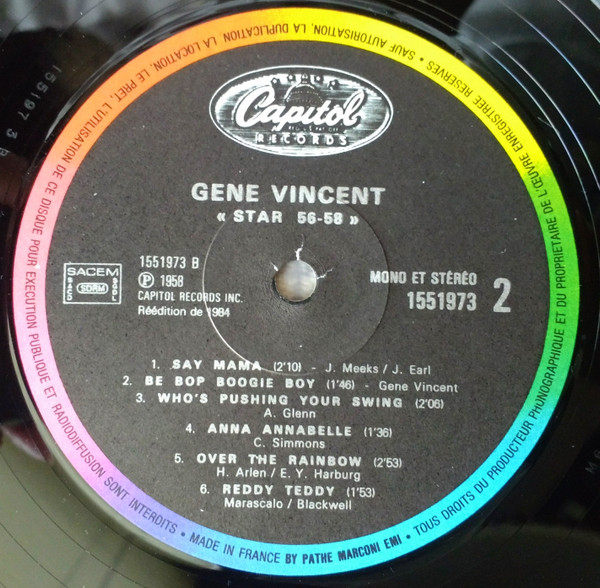 Capitol
RECORDS
GENE VINCENT
« STAR 56-58 »
SACEM
SDRM
1551973 B
Ⓟ 1958
CAPITOL RECORDS INC.
Réédition de 1984
MONO ET STÉRÉO
1551973
2
1. SAY MAMA (2'10) - J. Meeks / J. Earl
2. BE BOP BOOGIE BOY (1'46) - Gene Vincent
3. WHO'S PUSHING YOUR SWING (2'06)
A. Glenn
4. ANNA ANNABELLE (1'36)
C. Simmons
5. OVER THE RAINBOW (2'53)
H. Arlen / E. Y. Harburg
6. REDDY TEDDY (1'53)
Marascalo / Blackwell
• MADE IN FRANCE BY PATHE MARCONI EMI • TOUS DROITS DU PRODUCTEUR PHONOGRAPHIQUE ET DU PROPRIETAIRE DE L'ŒUVRE ENREGISTREE RESERVES • SAUF AUTORISATION, LA DUPLICATION, LA LOCATION, LE PRET, L'UTILISATION DE CE DISQUE POUR EXECUTION PUBLIQUE ET RADIODIFFUSION SONT INTERDITS